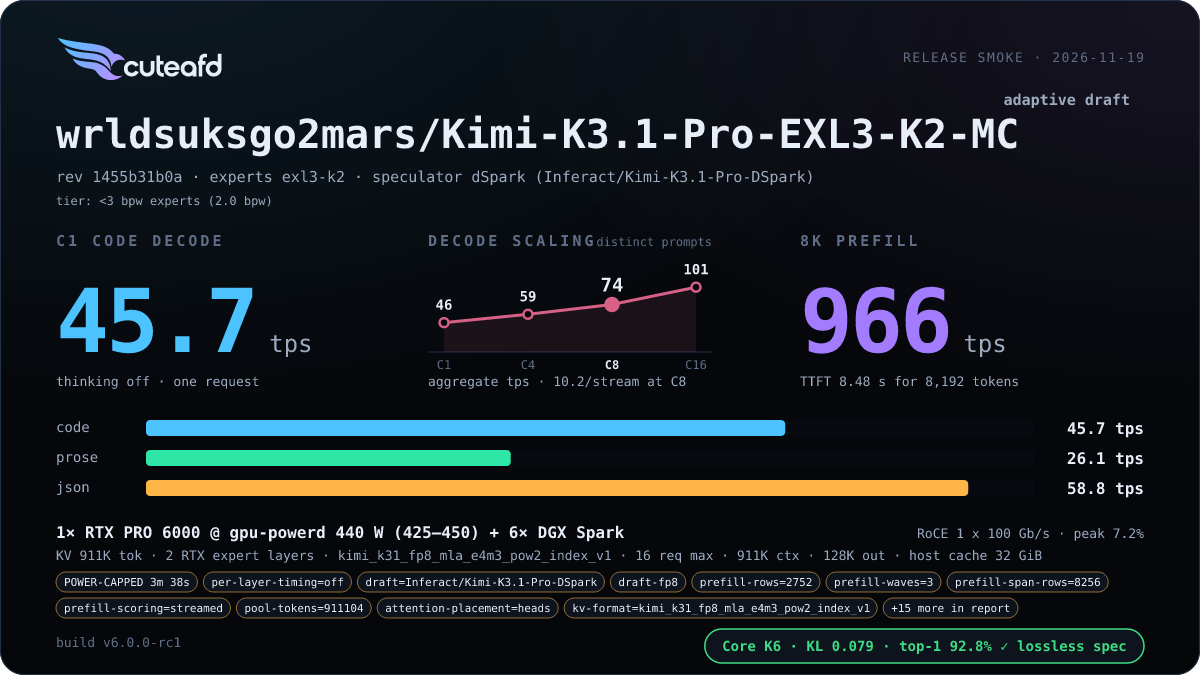 cuteafd
RELEASE SMOKE · 2026-11-19
adaptive draft
wrldsuksgo2mars/Kimi-K3.1-Pro-EXL3-K2-MC
rev 1455b31b0a · experts exl3-k2 · speculator dSpark (Inferact/Kimi-K3.1-Pro-DSpark)
tier: <3 bpw experts (2.0 bpw)
C1 CODE DECODE
45.7 tps
thinking off · one request
DECODE SCALING distinct prompts
46 59 74 101
C1 C4 C8 C16
aggregate tps · 10.2/stream at C8
8K PREFILL
966 tps
TTFT 8.48 s for 8,192 tokens
code 45.7 tps
prose 26.1 tps
json 58.8 tps
1× RTX PRO 6000 @ gpu-powerd 440 W (425–450) + 6× DGX Spark
RoCE 1 x 100 Gb/s · peak 7.2%
KV 911K tok · 2 RTX expert layers · kimi_k31_fp8_mla_e4m3_pow2_index_v1 · 16 req max · 911K ctx · 128K out · host cache 32 GiB
POWER-CAPPED 3m 38s per-layer-timing=off draft=Inferact/Kimi-K3.1-Pro-DSpark draft-fp8 prefill-rows=2752 prefill-waves=3 prefill-span-rows=8256
prefill-scoring=streamed pool-tokens=911104 attention-placement=heads kv-format=kimi_k31_fp8_mla_e4m3_pow2_index_v1 +15 more in report
build v6.0.0-rc1
Core K6 · KL 0.079 · top-1 92.8% ✓ lossless spec